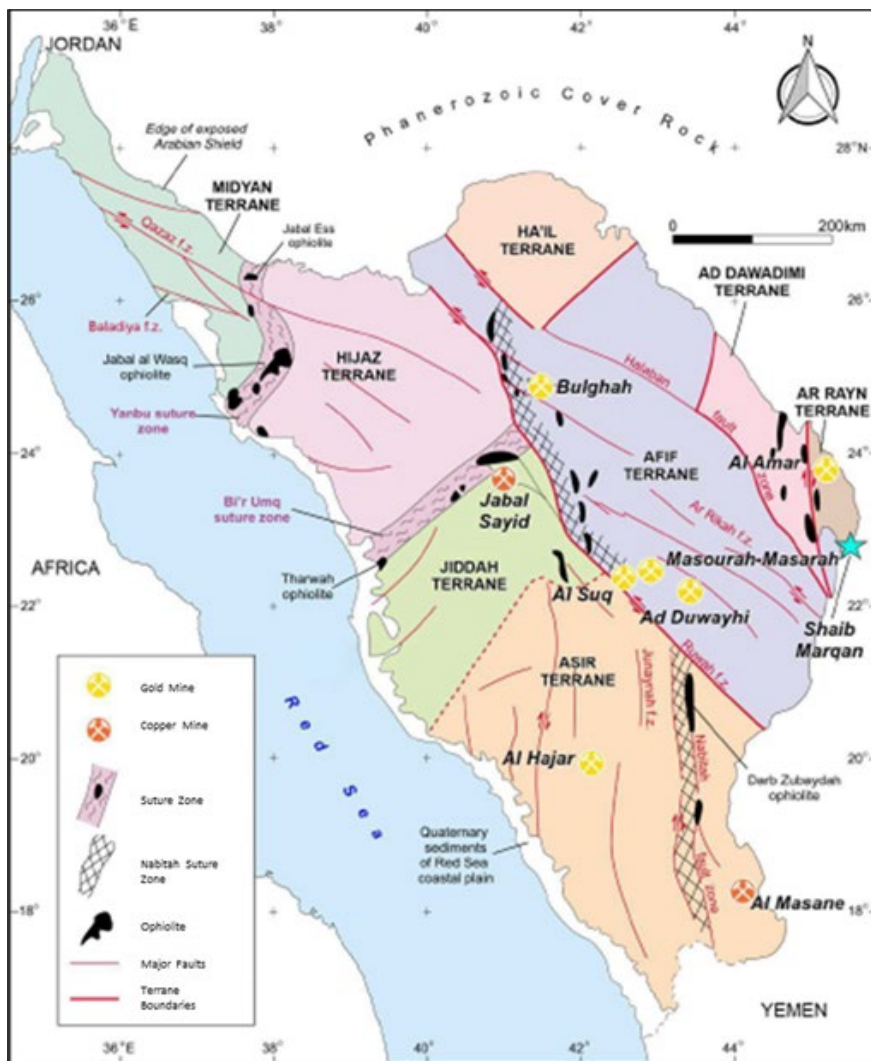 36°E
38°
40°
42°
44°
JORDAN
N
Phanerozoic Cover Rock
Edge of exposed
Arabian Shield
28°N
MIDYAN
TERRANE
Qazaz f.z.
Jabal Ess
ophiolite
HA'IL
TERRANE
0
200km
AD DAWADIMI
TERRANE
26°
26°
Baladiya f.z.
Jabal al Wasq
ophiolite
HIJAZ
TERRANE
Halaban
fault
zone
Bulghah
AR RAYN
TERRANE
Yanbu suture
zone
24°
24°
AFIF
TERRANE
Al Amar
Jabal
Sayid
Bi'r Umq
suture zone
Ar Rikah f.z.
AFRICA
Tharwah
ophiolite
JIDDAH
TERRANE
Masourah-Masarah
22°
22°
Al Suq
Ad Duwayhi
Shaib
Marqan
ASIR
TERRANE
Junaynah f.z.
Ruwah f.z.
Red Sea
20°
20°
Al Hajar
Nabitah
fault zone
Darb Zubaydah
ophiolite
Quaternary
sediments
of Red Sea
coastal plain
Al Masane
18°
18°
YEMEN
Gold Mine
Copper Mine
Suture Zone
Nabitah Suture
Zone
Ophiolite
Major Faults
Terrane
Boundaries
36°
38°
40°
42°
44°